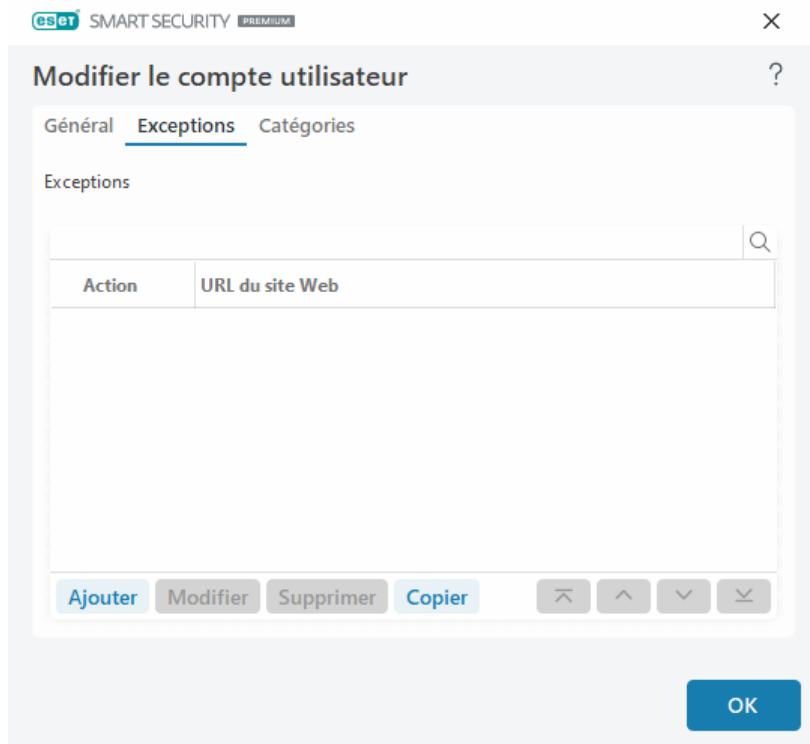 eset SMART SECURITY PREMIUM
Modifier le compte utilisateur ?
Général Exceptions Catégories
Exceptions
Action URL du site Web
Ajouter Modifier Supprimer Copier
OK